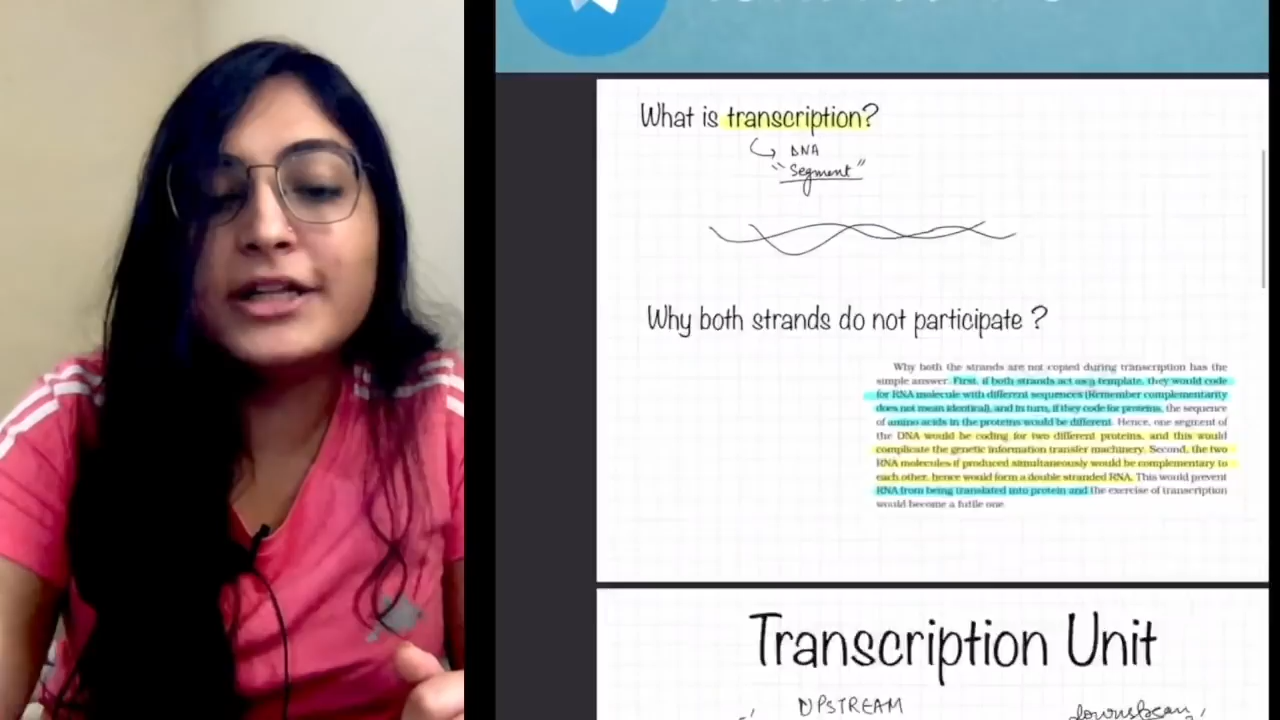 What is transcription?
DNA
"Segment"
Why both strands do not participate ?
Why both the strands are not copied during transcription has the
simple answer. First, if both strands act as a template, they would code
for RNA molecule with different sequences (Remember complementarity
does not mean identical), and in turn, if they code for proteins, the sequence
of amino acids in the proteins would be different. Hence, one segment of
the DNA would be coding for two different proteins, and this would
complicate the genetic information transfer machinery. Second, the two
RNA molecules if produced simultaneously would be complementary to
each other, hence would form a double stranded RNA. This would prevent
RNA from being translated into protein and the exercise of transcription
would become a futile one.
Transcription Unit
UPSTREAM
downstream